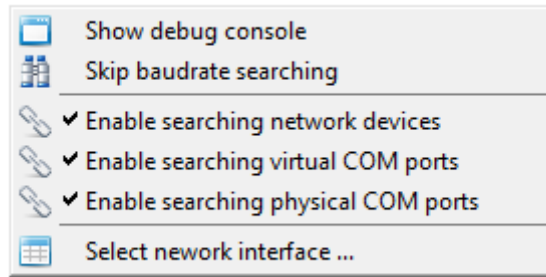 Show debug console
Skip baudrate searching
Enable searching network devices
Enable searching virtual COM ports
Enable searching physical COM ports
Select nework interface ...